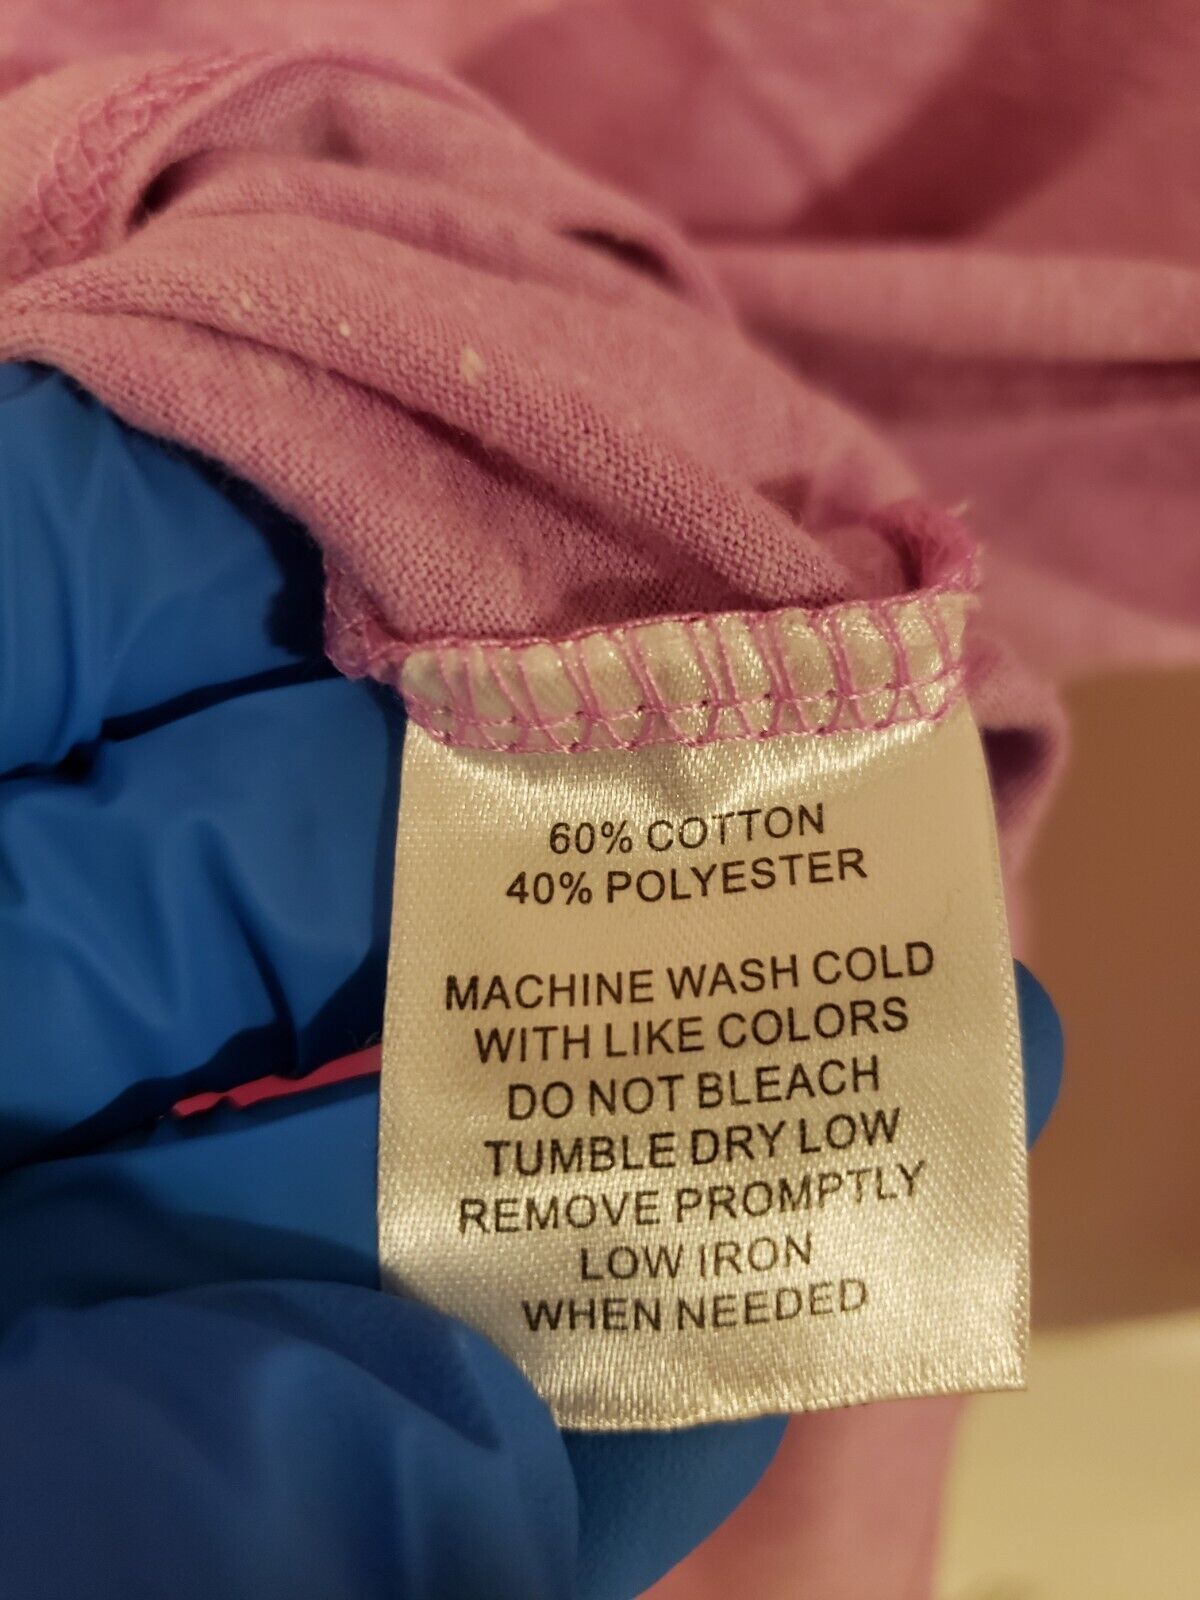 60% COTTON
40% POLYESTER
MACHINE WASH COLD
WITH LIKE COLORS
DO NOT BLEACH
TUMBLE DRY LOW
REMOVE PROMPTLY
LOW IRON
WHEN NEEDED